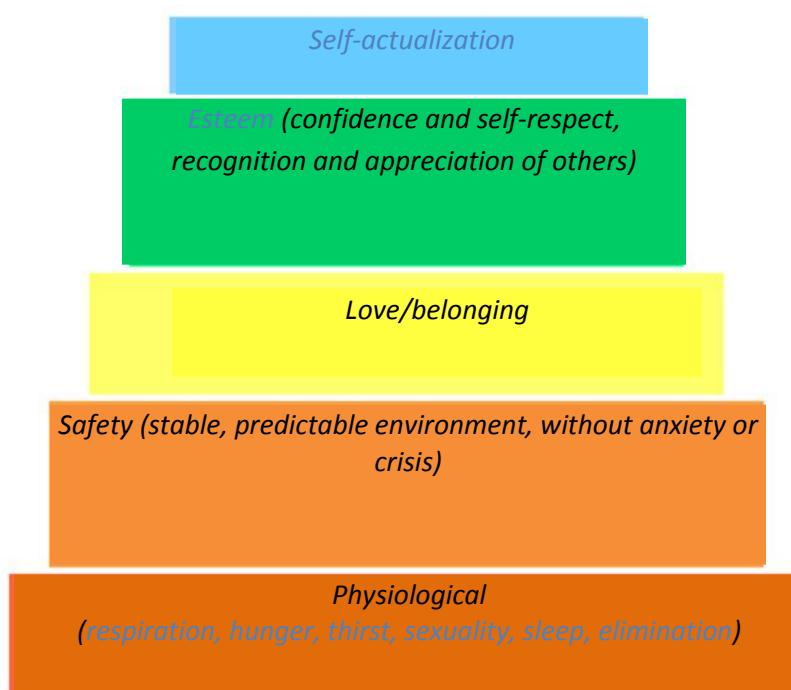 Self-actualization
Esteem (confidence and self-respect,
recognition and appreciation of others)
Love/belonging
Safety (stable, predictable environment, without anxiety or
crisis)
Physiological
(respiration, hunger, thirst, sexuality, sleep, elimination)